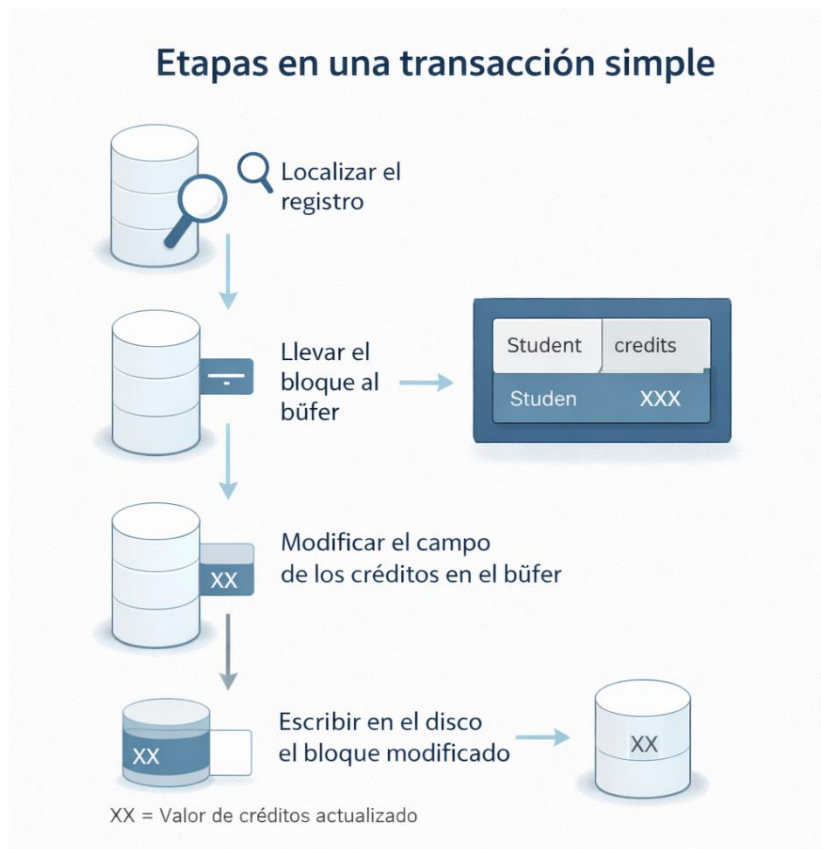 Etapas en una transacción simple
Localizar el
registro
Llevar el
bloque al
büfer
Student credits
Studen XXX
Modificar el campo
de los créditos en el büfer
XX
Escribir en el disco
el bloque modificado
XX
XX
XX = Valor de créditos actualizado